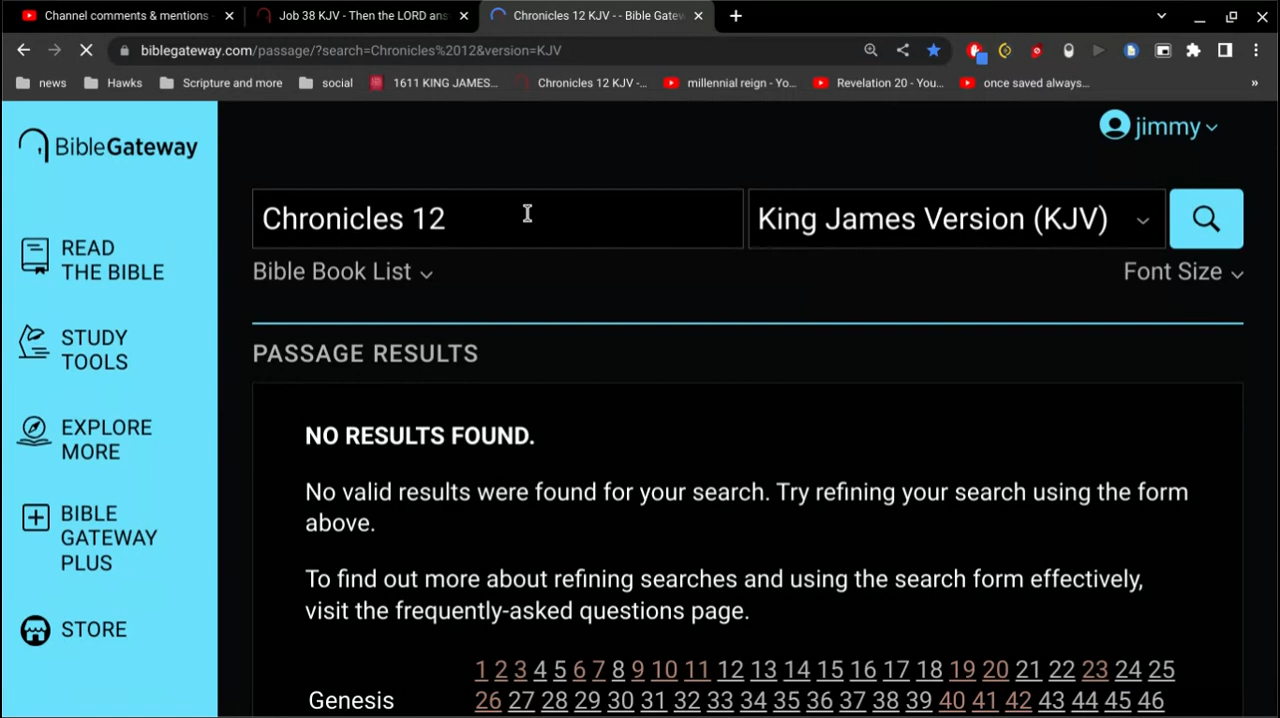 Channel comments & mentions -
Job 38 KJV - Then the LORD ans
Chronicles 12 KJV - - Bible Gatew
biblegateway.com/passage/?search=Chronicles%2012&version=KJV
news
Hawks
Scripture and more
social
1611 KING JAMES...
Chronicles 12 KJV -...
millennial reign - Yo...
Revelation 20 - You...
once saved always...
»
BibleGateway
jimmy
Chronicles 12
King James Version (KJV)
Bible Book List
Font Size
READ
THE BIBLE
STUDY
TOOLS
EXPLORE
MORE
BIBLE
GATEWAY
PLUS
STORE
PASSAGE RESULTS
NO RESULTS FOUND.
No valid results were found for your search. Try refining your search using the form
above.
To find out more about refining searches and using the search form effectively,
visit the frequently-asked questions page.
Genesis
1 2 3 4 5 6 7 8 9 10 11 12 13 14 15 16 17 18 19 20 21 22 23 24 25
26 27 28 29 30 31 32 33 34 35 36 37 38 39 40 41 42 43 44 45 46